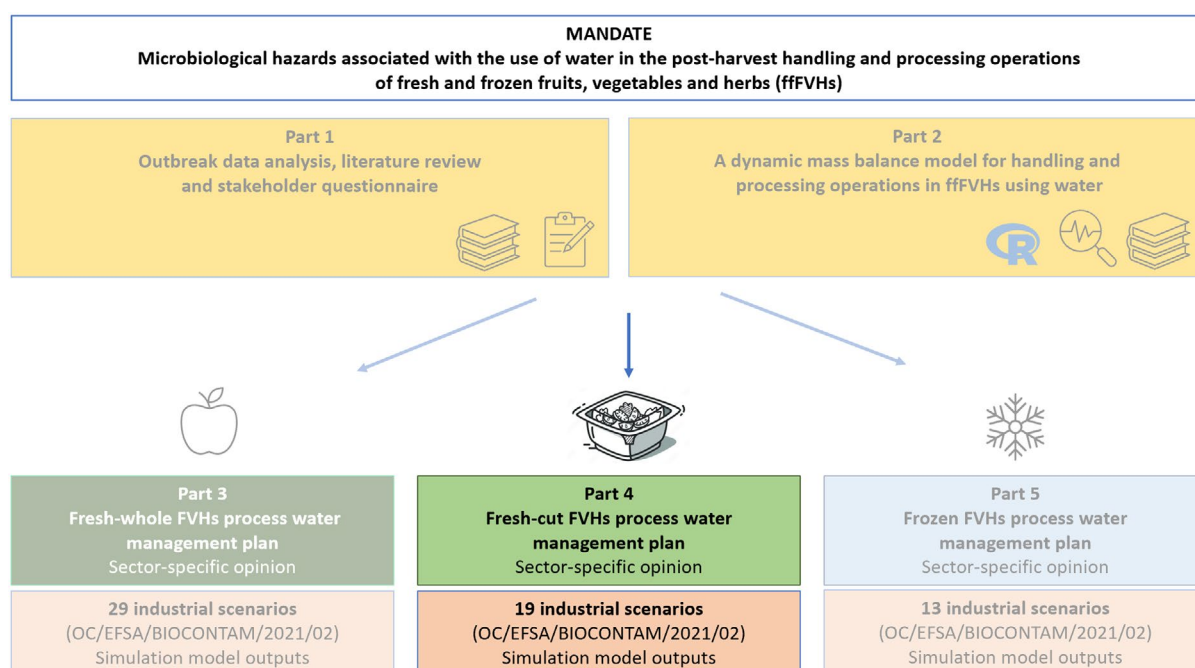 MANDATE
Microbiological hazards associated with the use of water in the post-harvest handling and processing operations
of fresh and frozen fruits, vegetables and herbs (ffFVHs)
Part 1
Outbreak data analysis, literature review
and stakeholder questionnaire
Part 2
A dynamic mass balance model for handling and
processing operations in ffFVHs using water
R
Part 3
Fresh-whole FVHs process water
management plan
Sector-specific opinion
29 industrial scenarios
(OC/EFSA/BIOCONTAM/2021/02)
Simulation model outputs
Part 4
Fresh-cut FVHs process water
management plan
Sector-specific opinion
19 industrial scenarios
(OC/EFSA/BIOCONTAM/2021/02)
Simulation model outputs
Part 5
Frozen FVHs process water
management plan
Sector-specific opinion
13 industrial scenarios
(OC/EFSA/BIOCONTAM/2021/02)
Simulation model outputs